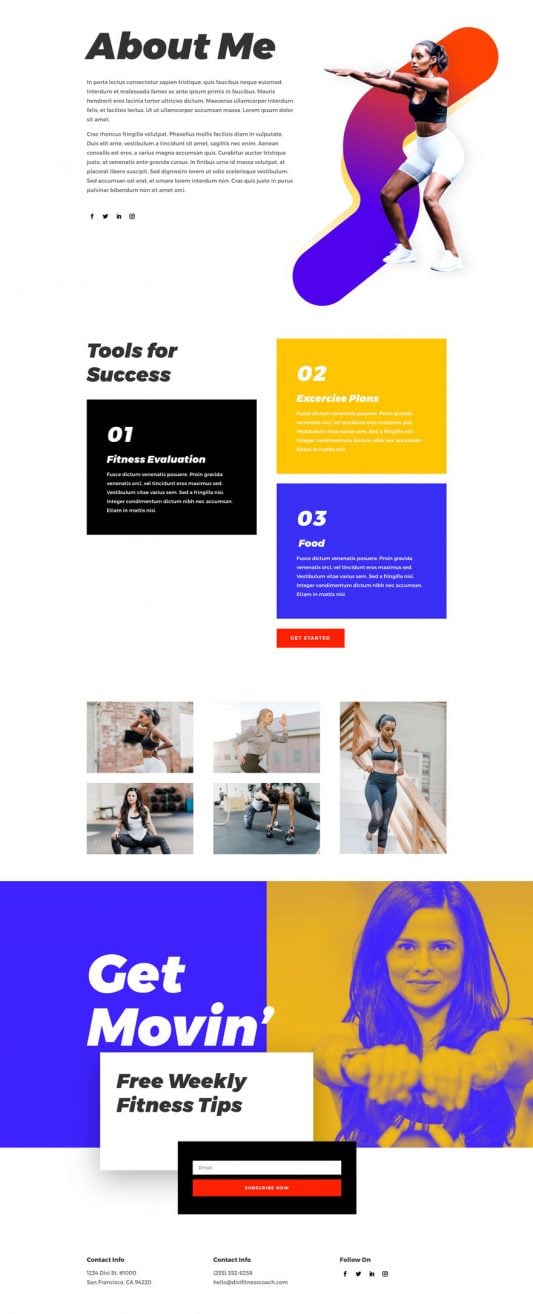 About Me
In porta lectus consectetur sapien tristique, quis faucibus neque euismod.
Interdum et malesuada fames ac ante ipsum primis in faucibus. Mauris
hendrerit eros lacinia tortor ultricies dictum. Maecenas ullamcorper interdum
felis, et facilisis lectus. Ut ut ullamcorper accumsan massa. Lorem ipsum dolor
sit amet.
Cras rhoncus fringilla volutpat. Phasellus mollis facilisis diam in vulputate.
Duis elit ante, vestibulum a tincidunt sit amet, sagittis nec enim. Aenean
convallis est eros, a varius magna accumsan quis. Curabitur auctor tristique
justo, at venenatis ante gravida cursus. In finibus urna id massa volutpat, at
placerat libero suscipit. Sed dignissim lorem ut odio scelerisque vestibulum.
Sed accumsan est erat, et ornare lorem interdum non. Cras quis justo in purus
pulvinar bibendum non sit amet orci.
Tools for
Success
01
Fitness Evaluation
Fusce dictum venenatis posuere. Proin gravida
venenatis orci, vel tincidunt eros maximus sed.
Vestibulum vitae varius sem. Sed a fringilla nisi.
Integer condimentum dictum nibh nec accumsan.
Etiam in mattis nisi.
02
Excercise Plans
Fusce dictum venenatis posuere. Proin gravida
venenatis orci, vel tincidunt eros maximus sed.
Vestibulum vitae varius sem. Sed a fringilla nisi.
Integer condimentum dictum nibh nec accumsan.
Etiam in mattis nisi.
03
Food
Fusce dictum venenatis posuere. Proin gravida
venenatis orci, vel tincidunt eros maximus sed.
Vestibulum vitae varius sem. Sed a fringilla nisi.
Integer condimentum dictum nibh nec accumsan.
Etiam in mattis nisi.
GET STARTED
Get
Movin’
Free Weekly
Fitness Tips
Email
SUBSCRIBE NOW
Contact Info
1234 Divi St. #1000
San Francisco, CA 94220
Contact Info
(255) 352-6258
hello@divifitnesscoach.com
Follow On